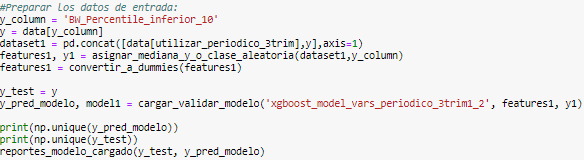 #Preparar los datos de entrada:
y_column = 'BW_Percentile_inferior_10'
y = data[y_column]
dataset1 = pd.concat([data[utilizar_periodico_3trim],y],axis=1)
features1, y1 = asignar_mediana_y_o_clase_aleatoria(dataset1,y_column)
features1 = convertir_a_dummies(features1)
y_test = y
y_pred_modelo, model1 = cargar_validar_modelo('xgboost_model_vars_periodico_3trim1_2', features1, y1)
print(np.unique(y_pred_modelo))
print(np.unique(y_test))
reportes_modelo_cargado(y_test, y_pred_modelo)